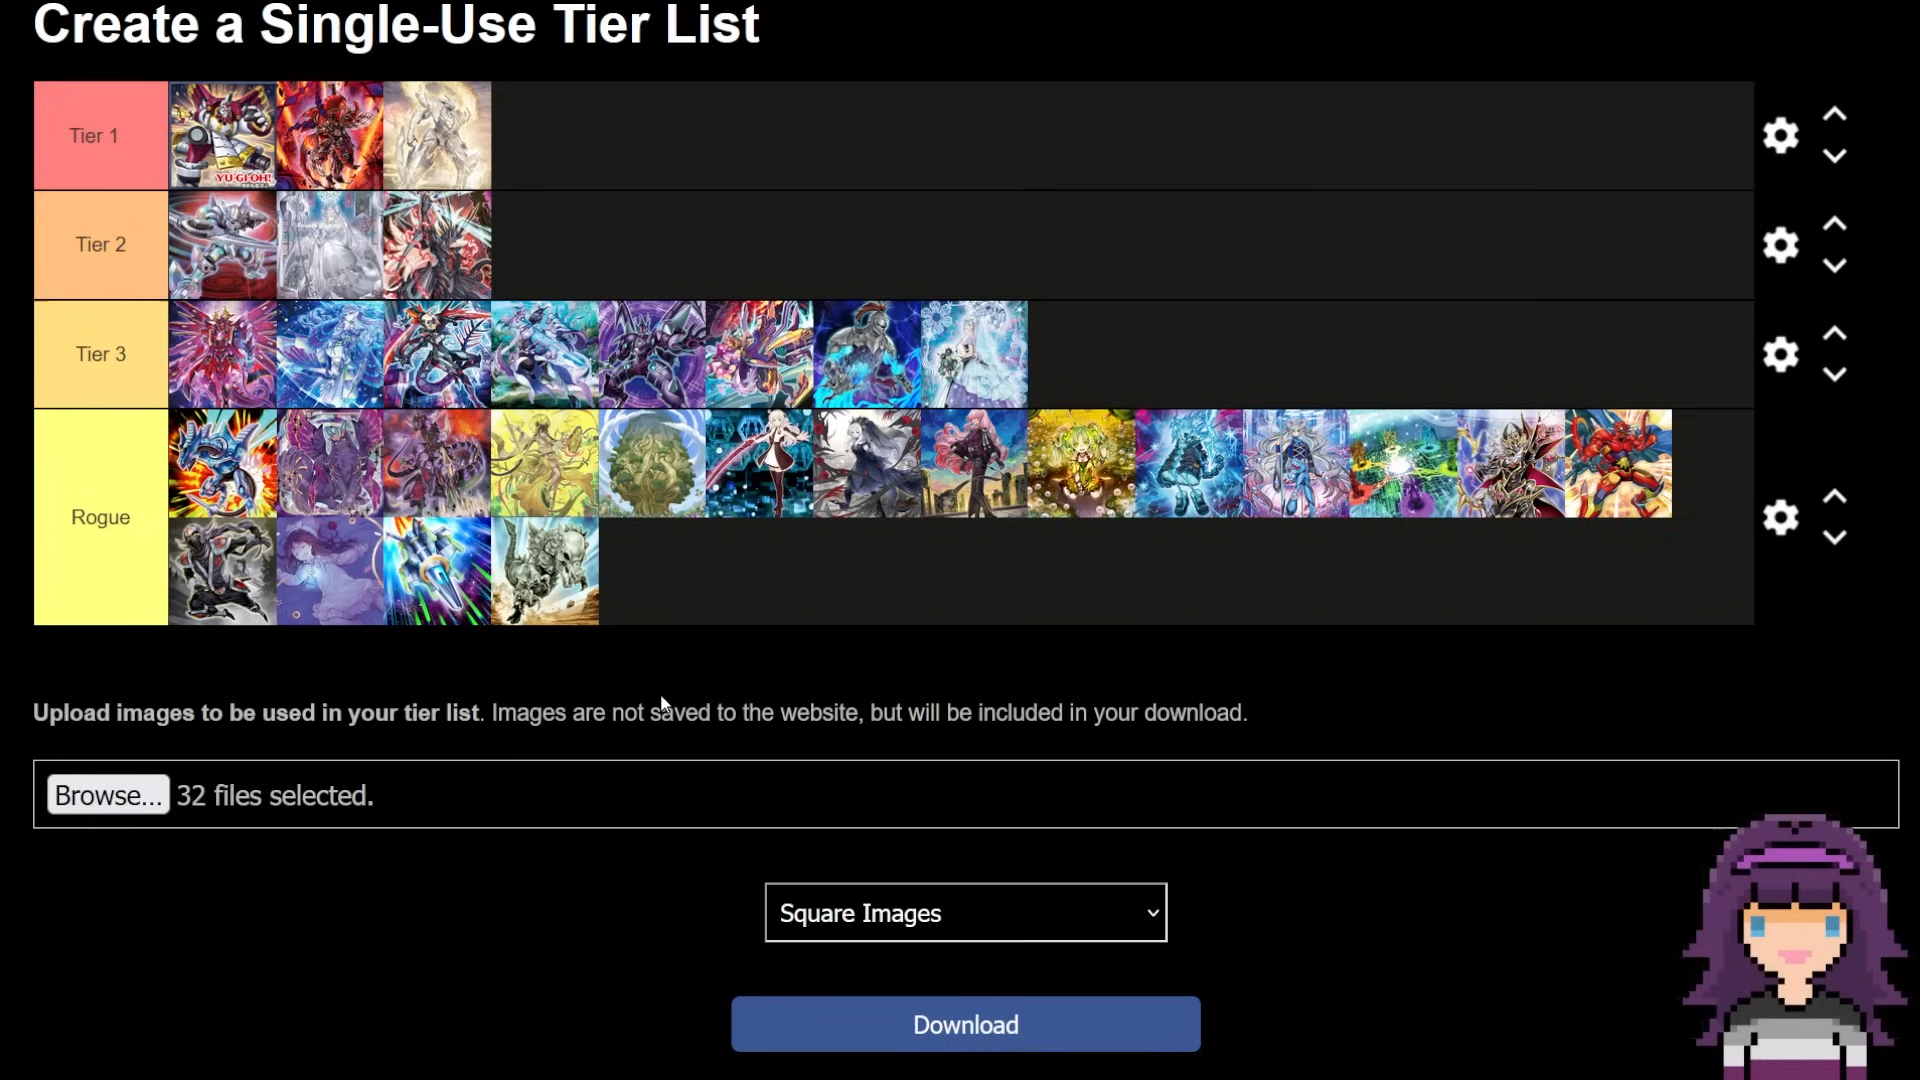 Create a Single-Use Tier List
Tier 1
YU-GI-OH!
Tier 2
Tier 3
Rogue
Upload images to be used in your tier list. Images are not saved to the website, but will be included in your download.
Browse... 32 files selected.
Square Images
Download